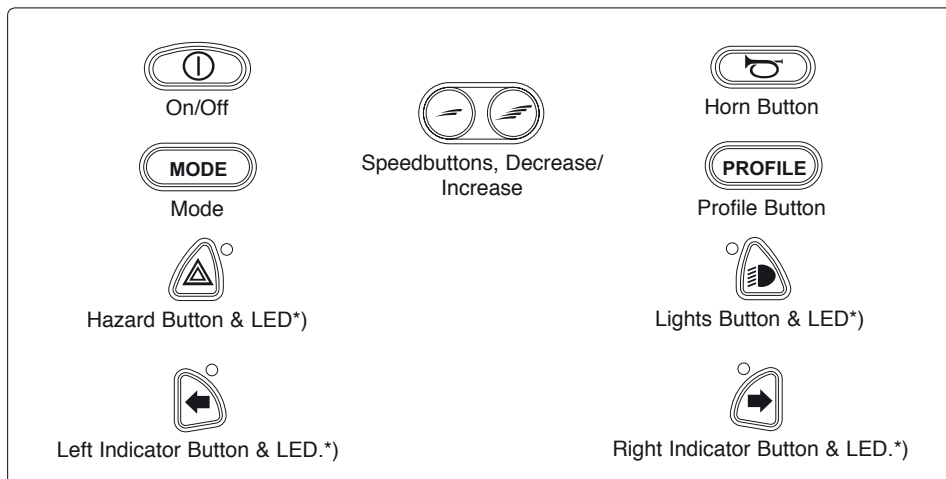 On/Off
Horn Button
Speedbuttons, Decrease/
Increase
MODE
Mode
PROFILE
Profile Button
Hazard Button & LED*)
Lights Button & LED*)
Left Indicator Button & LED.*)
Right Indicator Button & LED.*)